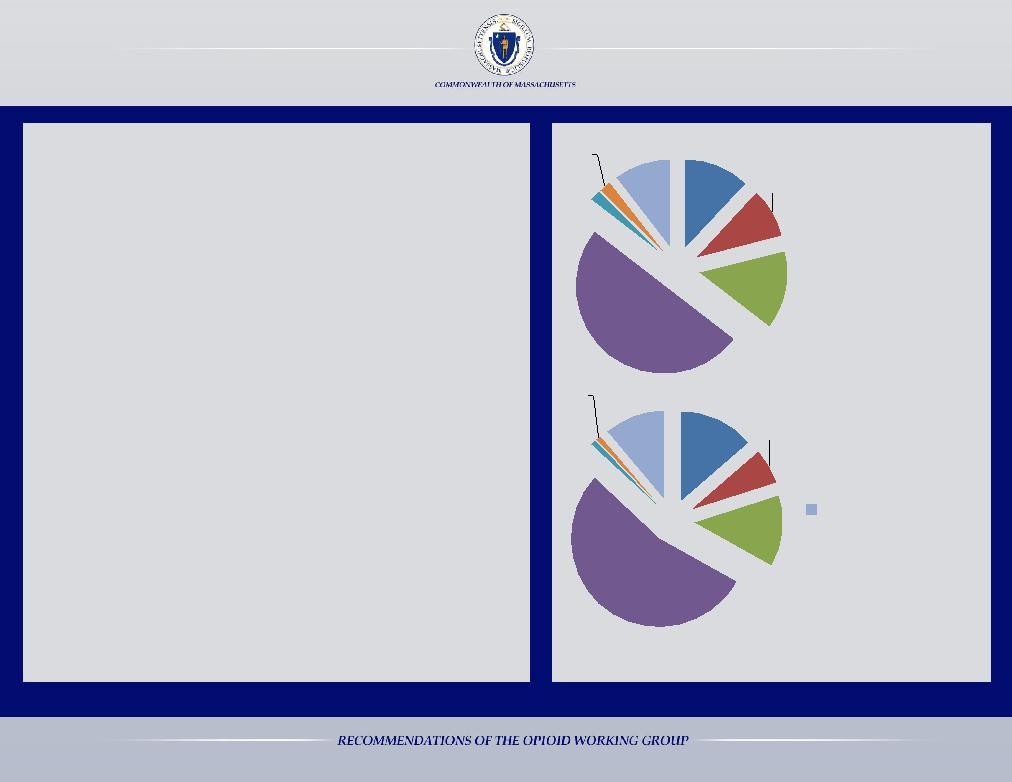 COMMONWEALTH OF MASSACHUSETTS
RECOMMENDATIONS OF THE OPIOID WORKING GROUP